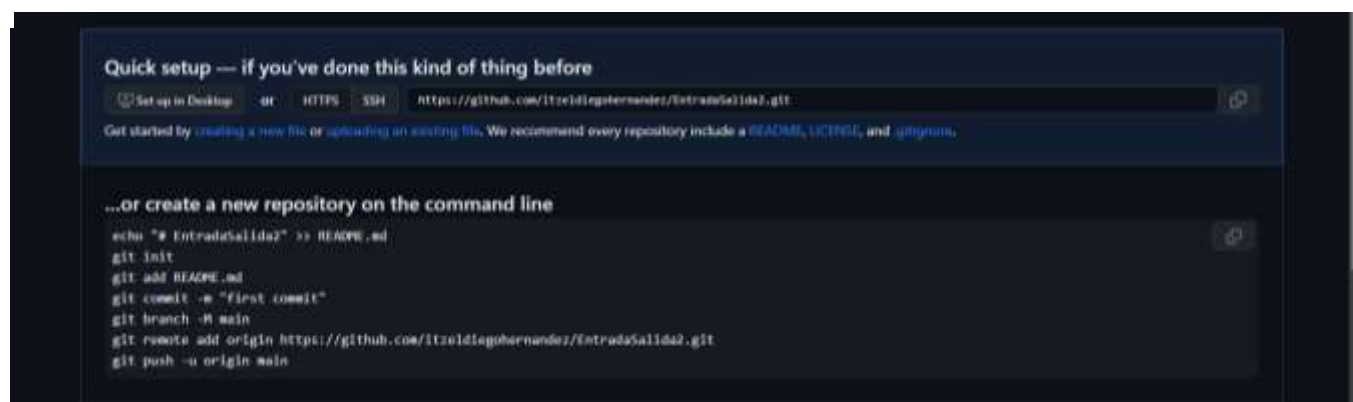 Quick setup — if you've done this kind of thing before
Set up in Desktop or HTTPS SSH https://github.com/itzeldiegohernandez/EntradaSalida2.git
Get started by creating a new file or uploading an existing file. We recommend every repository include a README, LICENSE, and .gitignore.
...or create a new repository on the command line
echo "# EntradaSalida2" >> README.md
git init
git add README.md
git commit -m "first commit"
git branch -M main
git remote add origin https://github.com/itzeldiegohernandez/EntradaSalida2.git
git push -u origin main